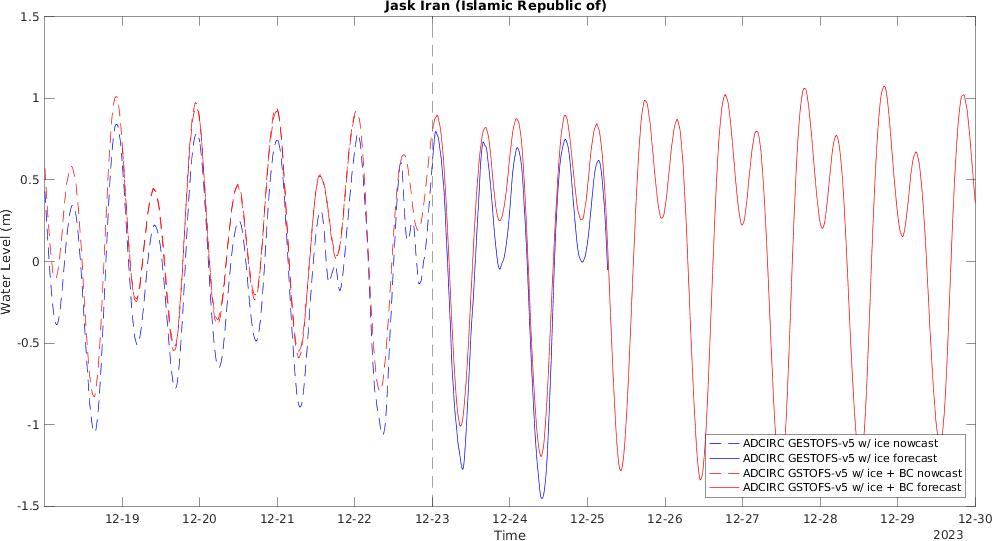 Jask Iran (Islamic Republic of)
1.5
1
0.5
0
-0.5
-1
-1.5
Water Level (m)
ADCIRC GESTOFS-v5 w/ ice nowcast
ADCIRC GESTOFS-v5 w/ ice forecast
ADCIRC GSTOFS-v5 w/ ice + BC nowcast
ADCIRC GSTOFS-v5 w/ ice + BC forecast
12-19 12-20 12-21 12-22 12-23 12-24 12-25 12-26 12-27 12-28 12-29 12-30
Time
2023